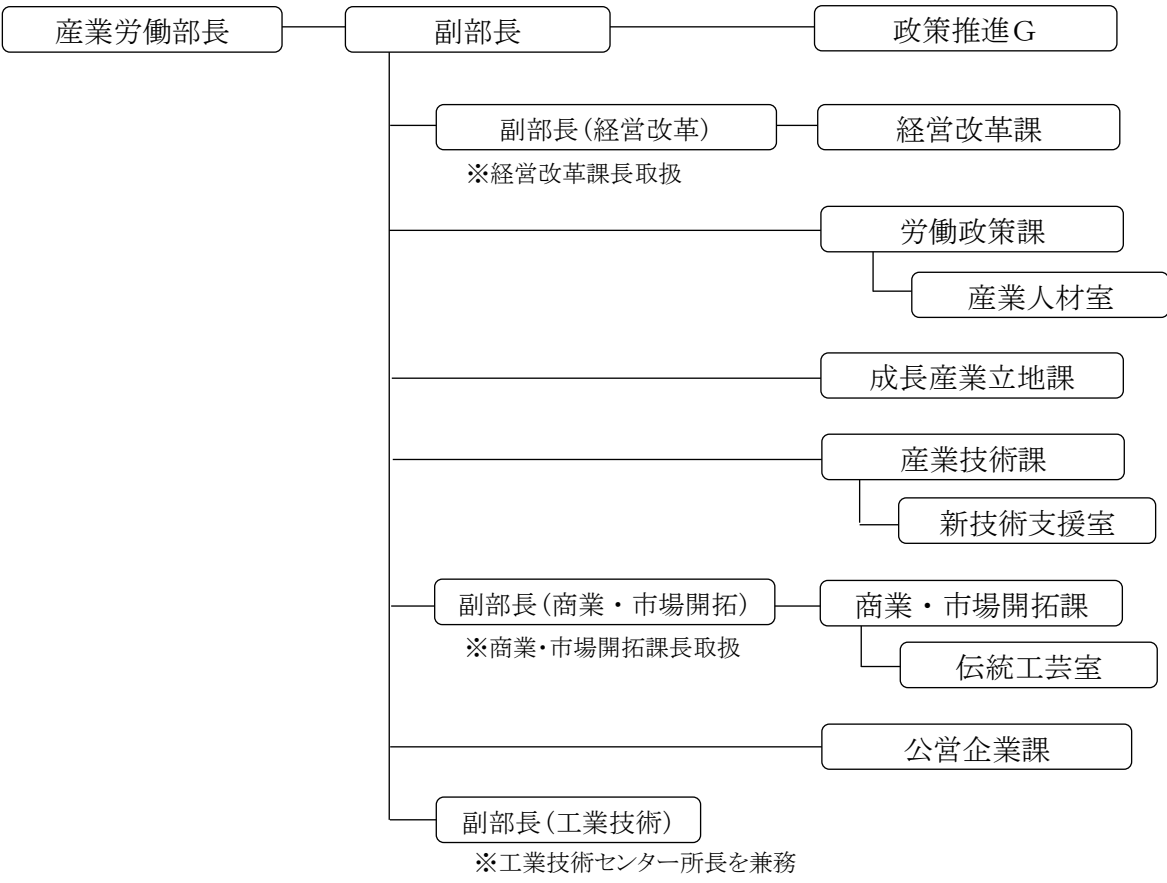 産業労働部長
副部長
政策推進G
副部長(経営改革)
経営改革課
※経営改革課長取扱
労働政策課
産業人材室
成長産業立地課
産業技術課
新技術支援室
副部長(商業・市場開拓)
商業・市場開拓課
※商業・市場開拓課長取扱
伝統工芸室
公営企業課
副部長(工業技術)
※工業技術センター所長を兼務